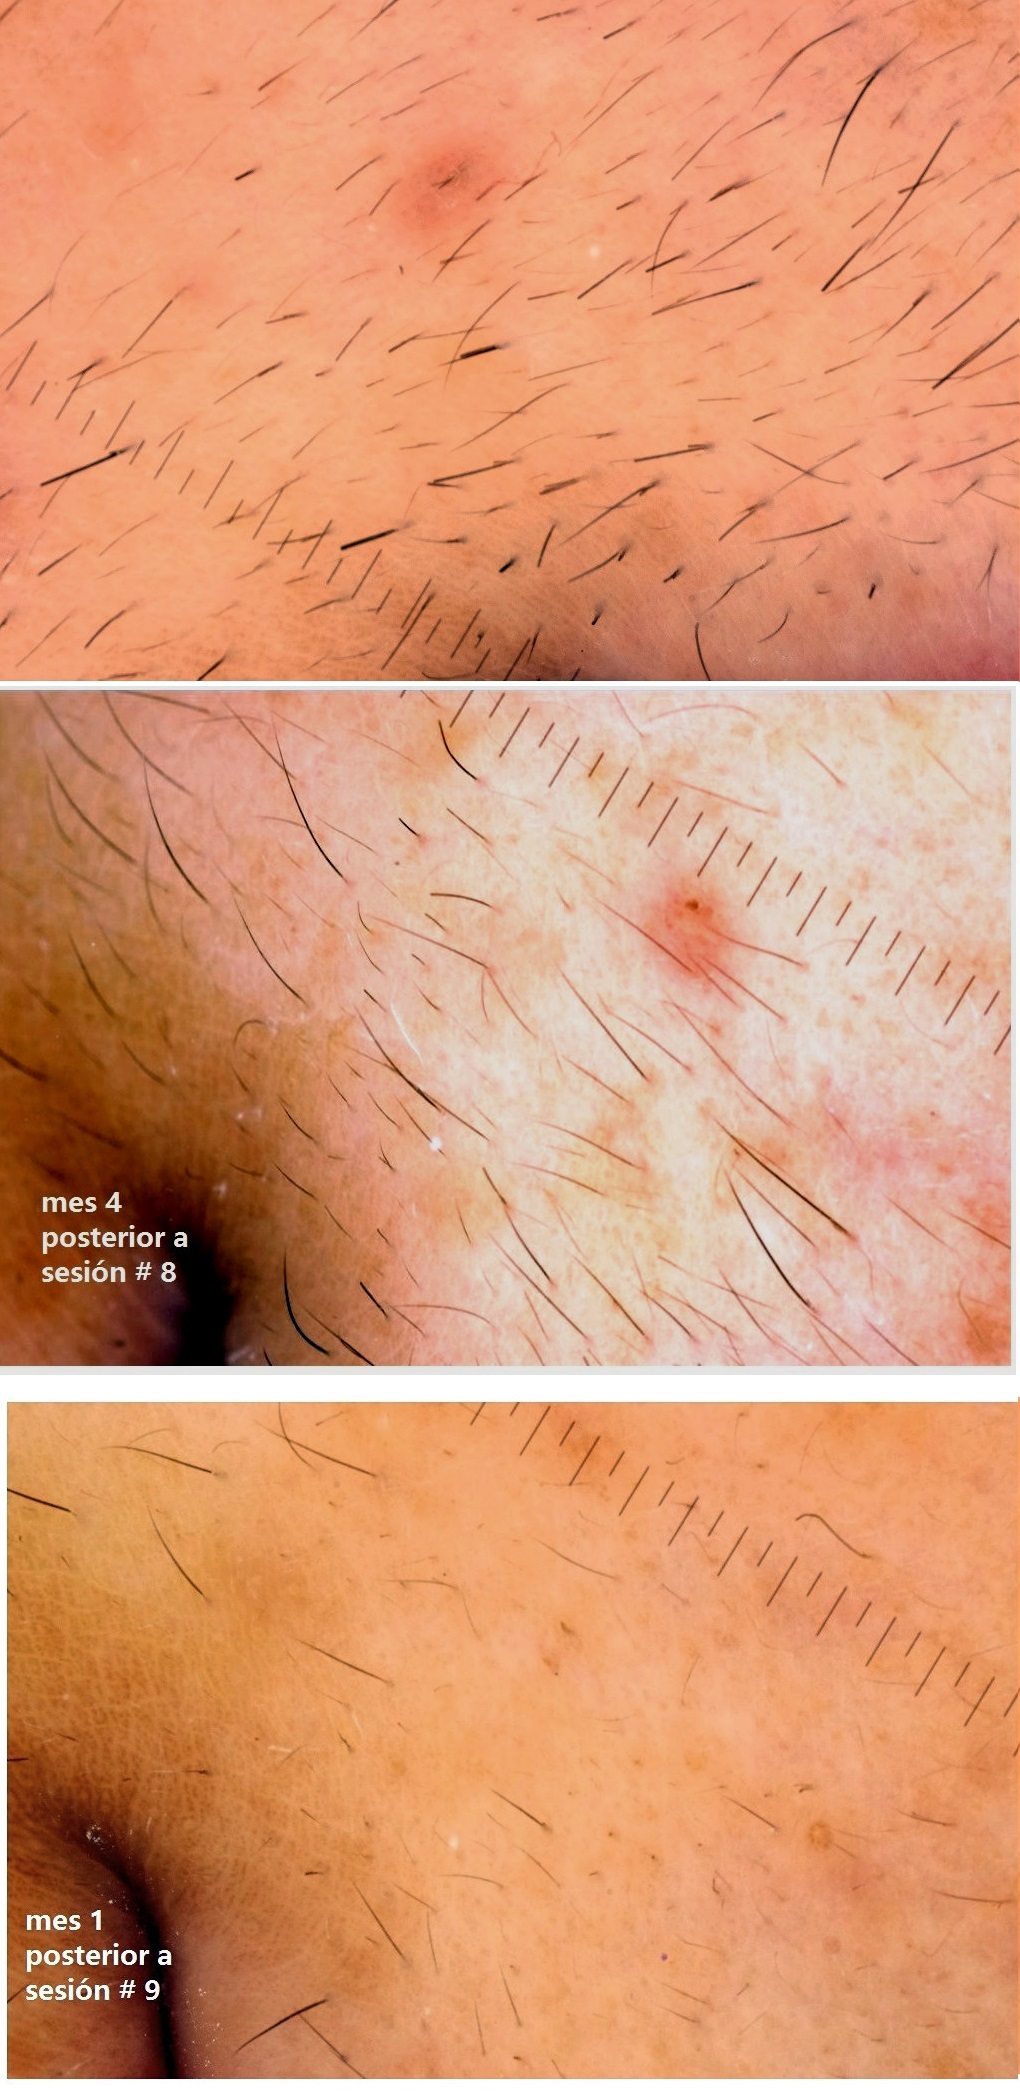 mes 4
posterior a
sesión # 8
mes 1
posterior a
sesión # 9